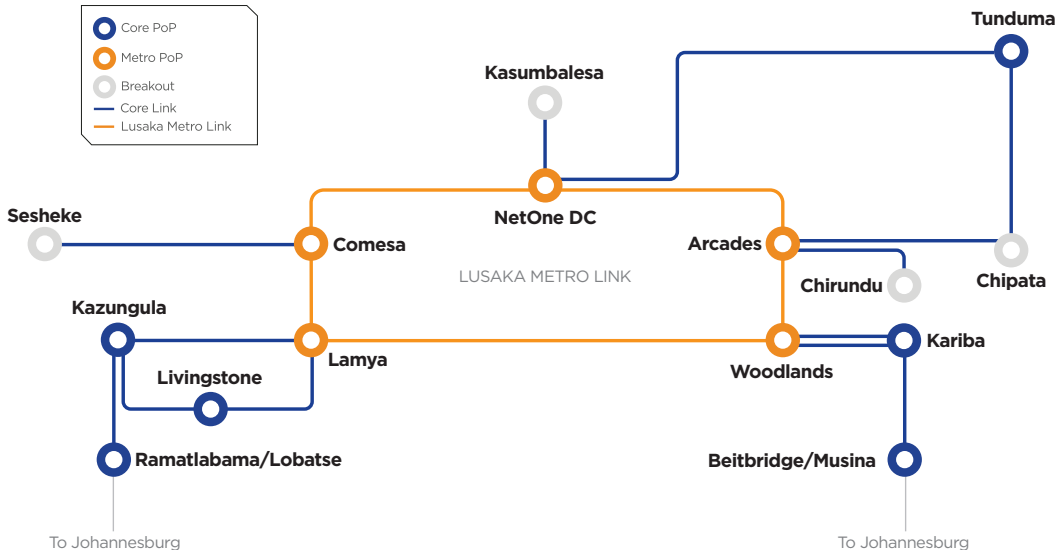 Core PoP
Metro PoP
Breakout
Core Link
Lusaka Metro Link
Tunduma
Kasumbalesa
NetOne DC
Sesheke
Comesa
Arcades
LUSAKA METRO LINK
Chirundu
Chipata
Kazungula
Lamya
Kariba
Livingstone
Woodlands
Ramatlabama/Lobatse
Beitbridge/Musina
To Johannesburg
To Johannesburg